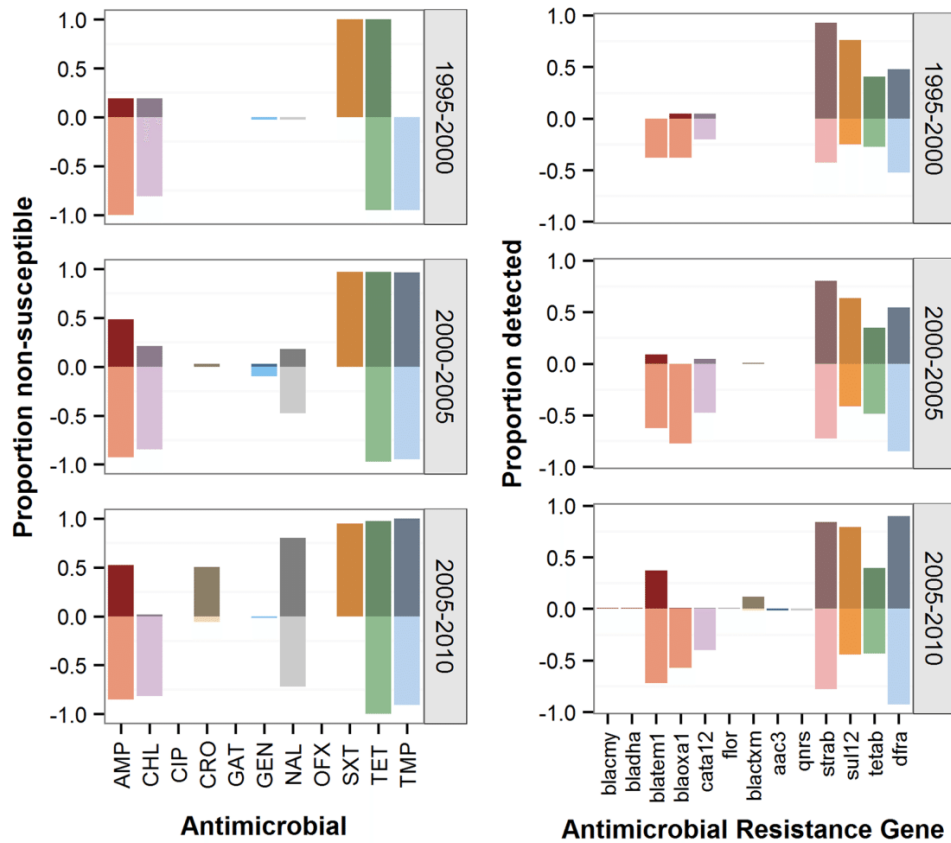 Proportion non-susceptible
1.0
0.5
0.0
-0.5
-1.0
1995-2000
1.0
0.5
0.0
-0.5
-1.0
2000-2005
1.0
0.5
0.0
-0.5
-1.0
2005-2010
AMP
CHL
CIP
CRO
GAT
GEN
NAL
OFX
SXT
TET
TMP
Antimicrobial
Proportion detected
1.0
0.5
0.0
-0.5
-1.0
1995-2000
1.0
0.5
0.0
-0.5
-1.0
2000-2005
1.0
0.5
0.0
-0.5
-1.0
2005-2010
blacmy
bladha
blatem1
blaoxa1
cata12
flor
blactxm
aac3
qnrs
strab
sul12
tetab
dfra
Antimicrobial Resistance Gene